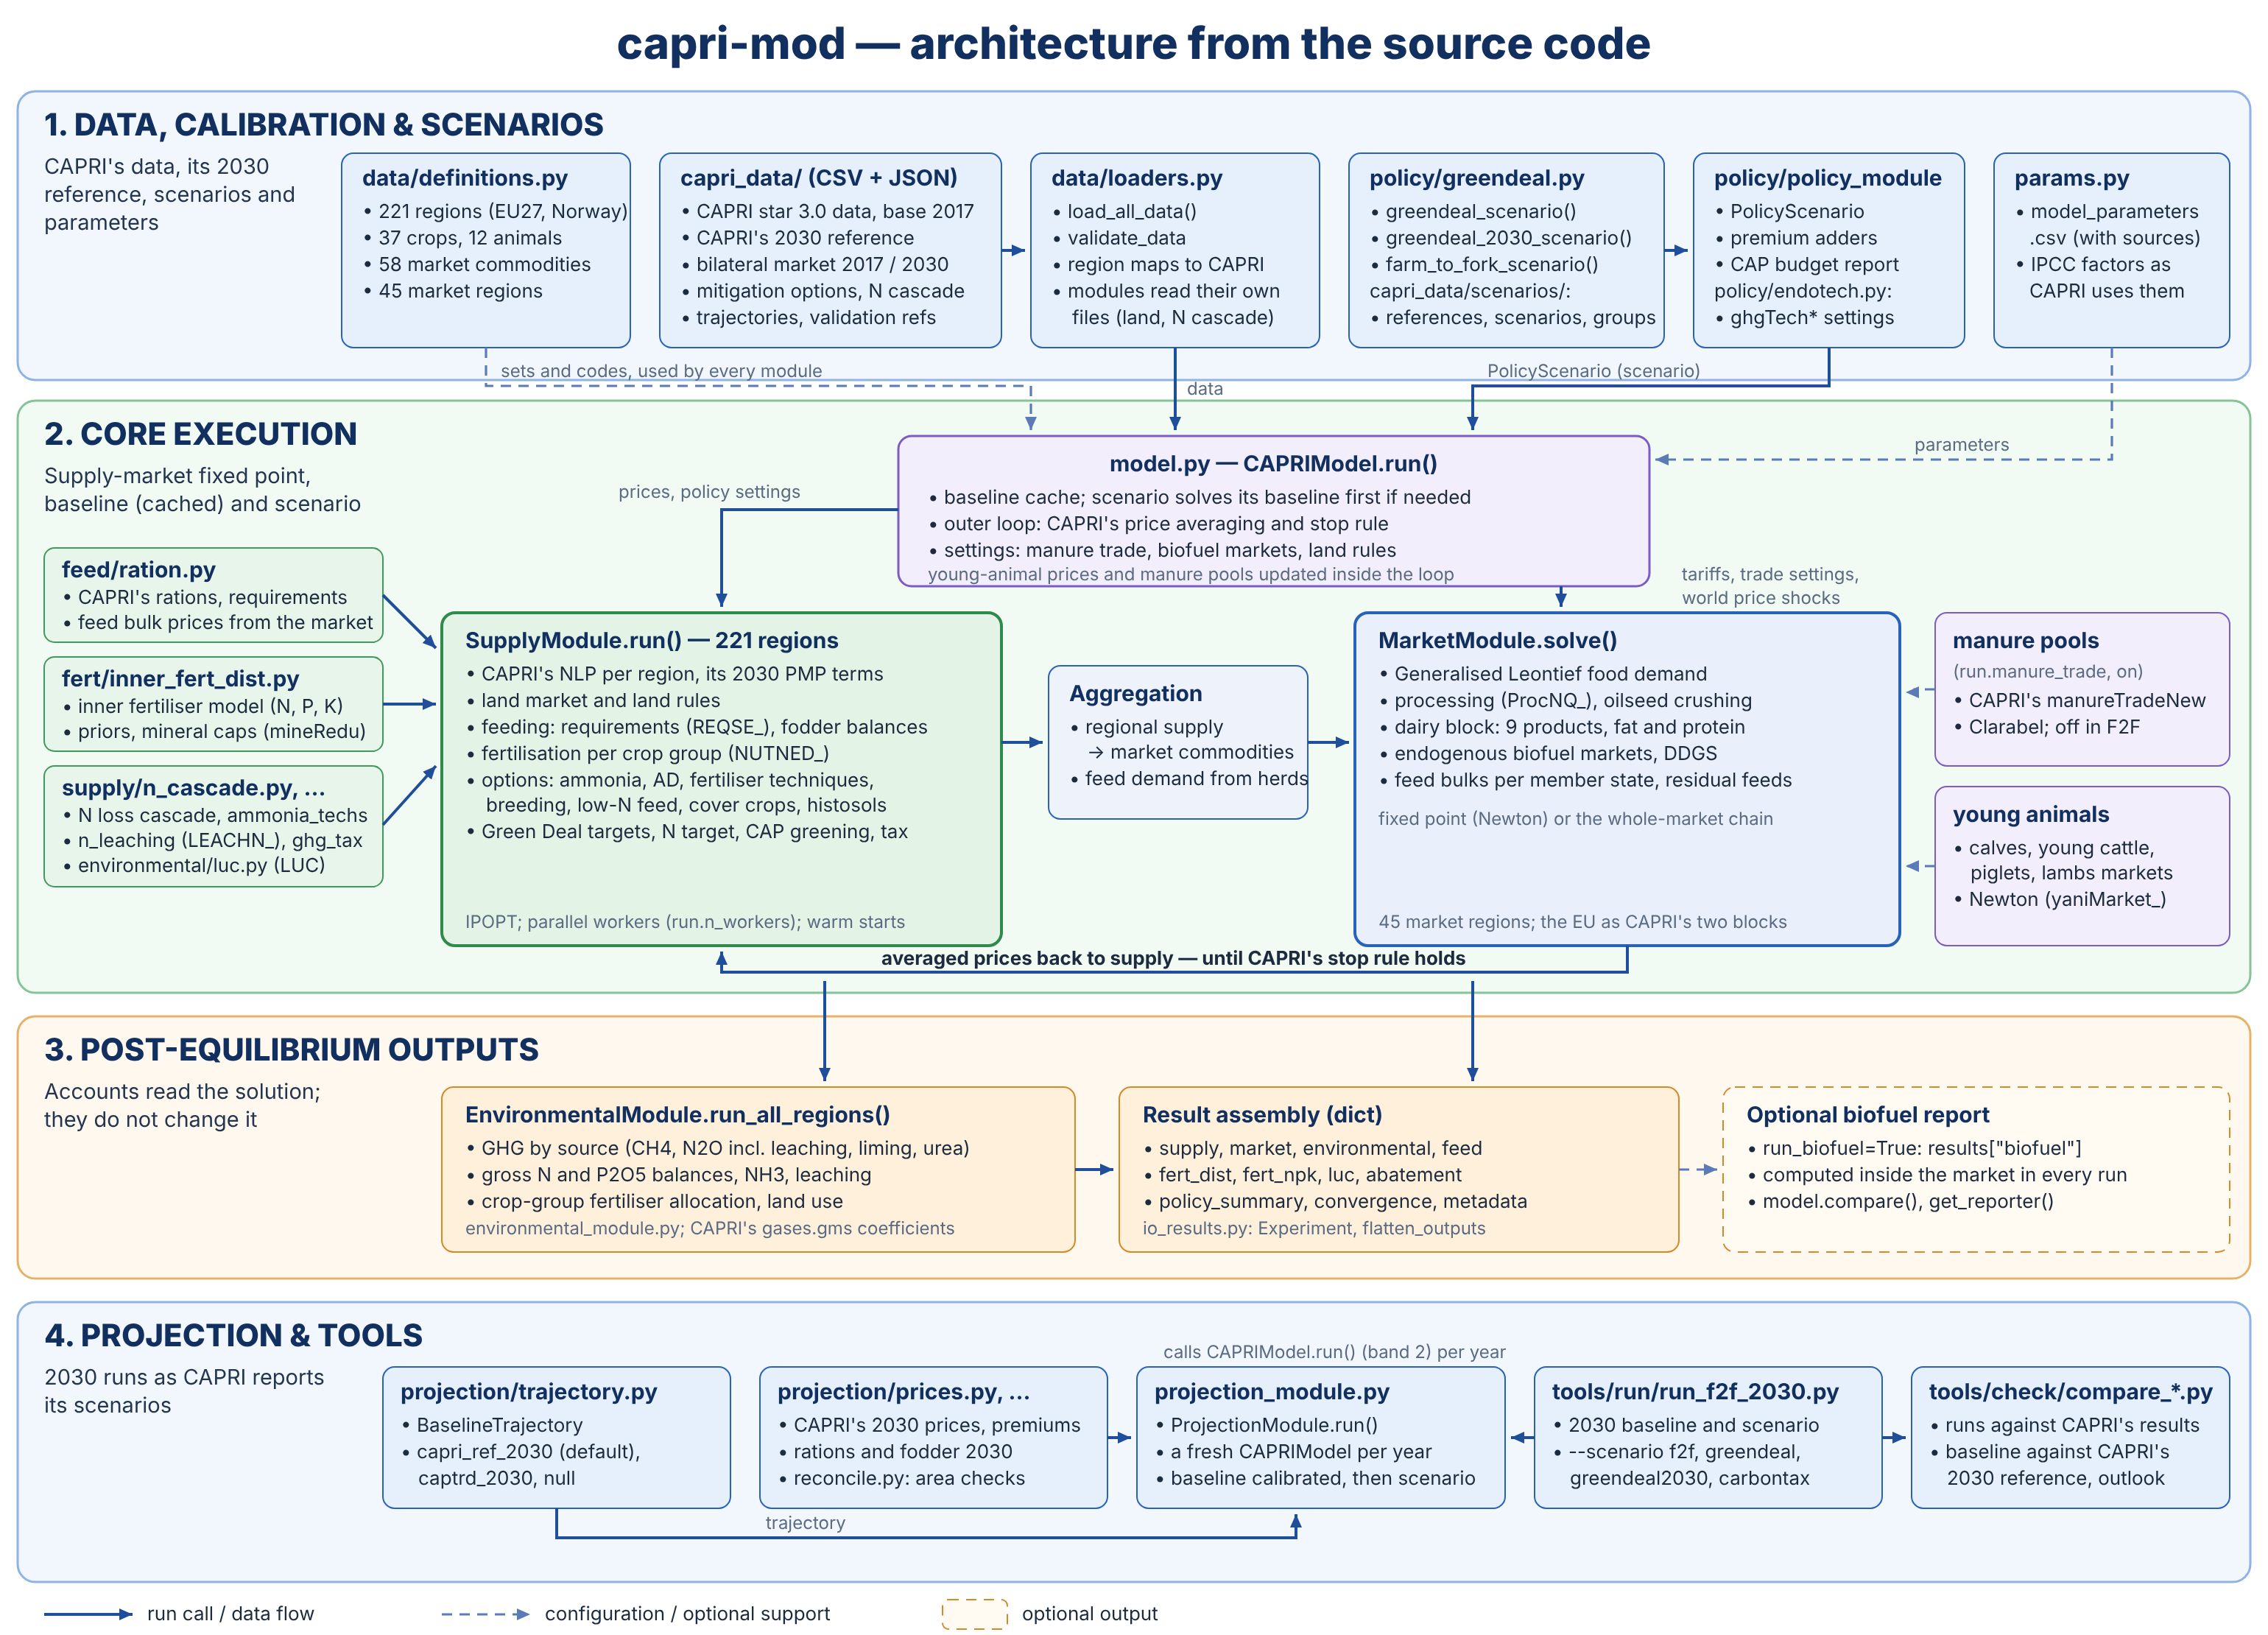 capri-mod — architecture from the source code
1. DATA, CALIBRATION & SCENARIOS
CAPRI's data, its 2030
reference, scenarios and
parameters
data/definitions.py
• 221 regions (EU27, Norway)
• 37 crops, 12 animals
• 58 market commodities
• 45 market regions
capri_data/ (CSV + JSON)
• CAPRI star 3.0 data, base 2017
• CAPRI's 2030 reference
• bilateral market 2017 / 2030
• mitigation options, N cascade
• trajectories, validation refs
data/loaders.py
• load_all_data()
• validate_data
• region maps to CAPRI
• modules read their own
files (land, N cascade)
policy/greendeal.py
• greendeal_scenario()
• greendeal_2030_scenario()
• farm_to_fork_scenario()
capri_data/scenarios/:
• references, scenarios, groups
policy/policy_module
• PolicyScenario
• premium adders
• CAP budget report
policy/endotech.py:
• ghgTech* settings
params.py
• model_parameters
.csv (with sources)
• IPCC factors as
CAPRI uses them
sets and codes, used by every module
data
PolicyScenario (scenario)
parameters
2. CORE EXECUTION
Supply-market fixed point,
baseline (cached) and scenario
prices, policy settings
model.py — CAPRIModel.run()
• baseline cache; scenario solves its baseline first if needed
• outer loop: CAPRI's price averaging and stop rule
• settings: manure trade, biofuel markets, land rules
young-animal prices and manure pools updated inside the loop
tariffs, trade settings,
world price shocks
feed/ration.py
• CAPRI's rations, requirements
• feed bulk prices from the market
fert/inner_fert_dist.py
• inner fertiliser model (N, P, K)
• priors, mineral caps (mineRedu)
supply/n_cascade.py, ...
• N loss cascade, ammonia_techs
• n_leaching (LEACHN_), ghg_tax
• environmental/luc.py (LUC)
SupplyModule.run() — 221 regions
• CAPRI's NLP per region, its 2030 PMP terms
• land market and land rules
• feeding: requirements (REQSE_), fodder balances
• fertilisation per crop group (NUTNED_)
• options: ammonia, AD, fertiliser techniques,
breeding, low-N feed, cover crops, histosols
• Green Deal targets, N target, CAP greening, tax
IPOPT; parallel workers (run.n_workers); warm starts
Aggregation
• regional supply
→ market commodities
• feed demand from herds
MarketModule.solve()
• Generalised Leontief food demand
• processing (ProcNQ_), oilseed crushing
• dairy block: 9 products, fat and protein
• endogenous biofuel markets, DDGS
• feed bulks per member state, residual feeds
fixed point (Newton) or the whole-market chain
45 market regions; the EU as CAPRI's two blocks
manure pools
(run.manure_trade, on)
• CAPRI's manureTradeNew
• Clarabel; off in F2F
young animals
• calves, young cattle,
piglets, lambs markets
• Newton (yaniMarket_)
averaged prices back to supply — until CAPRI's stop rule holds
3. POST-EQUILIBRIUM OUTPUTS
Accounts read the solution;
they do not change it
EnvironmentalModule.run_all_regions()
• GHG by source (CH4, N2O incl. leaching, liming, urea)
• gross N and P2O5 balances, NH3, leaching
• crop-group fertiliser allocation, land use
environmental_module.py; CAPRI's gases.gms coefficients
Result assembly (dict)
• supply, market, environmental, feed
• fert_dist, fert_npk, luc, abatement
• policy_summary, convergence, metadata
io_results.py: Experiment, flatten_outputs
Optional biofuel report
• run_biofuel=True: results["biofuel"]
• computed inside the market in every run
• model.compare(), get_reporter()
4. PROJECTION & TOOLS
2030 runs as CAPRI reports
its scenarios
calls CAPRIModel.run() (band 2) per year
projection/trajectory.py
• BaselineTrajectory
• capri_ref_2030 (default),
captrd_2030, null
projection/prices.py, ...
• CAPRI's 2030 prices, premiums
• rations and fodder 2030
• reconcile.py: area checks
projection_module.py
• ProjectionModule.run()
• a fresh CAPRIModel per year
• baseline calibrated, then scenario
tools/run/run_f2f_2030.py
• 2030 baseline and scenario
• --scenario f2f, greendeal,
greendeal2030, carbontax
tools/check/compare_*.py
• runs against CAPRI's results
• baseline against CAPRI's
2030 reference, outlook
trajectory
run call / data flow
configuration / optional support
optional output